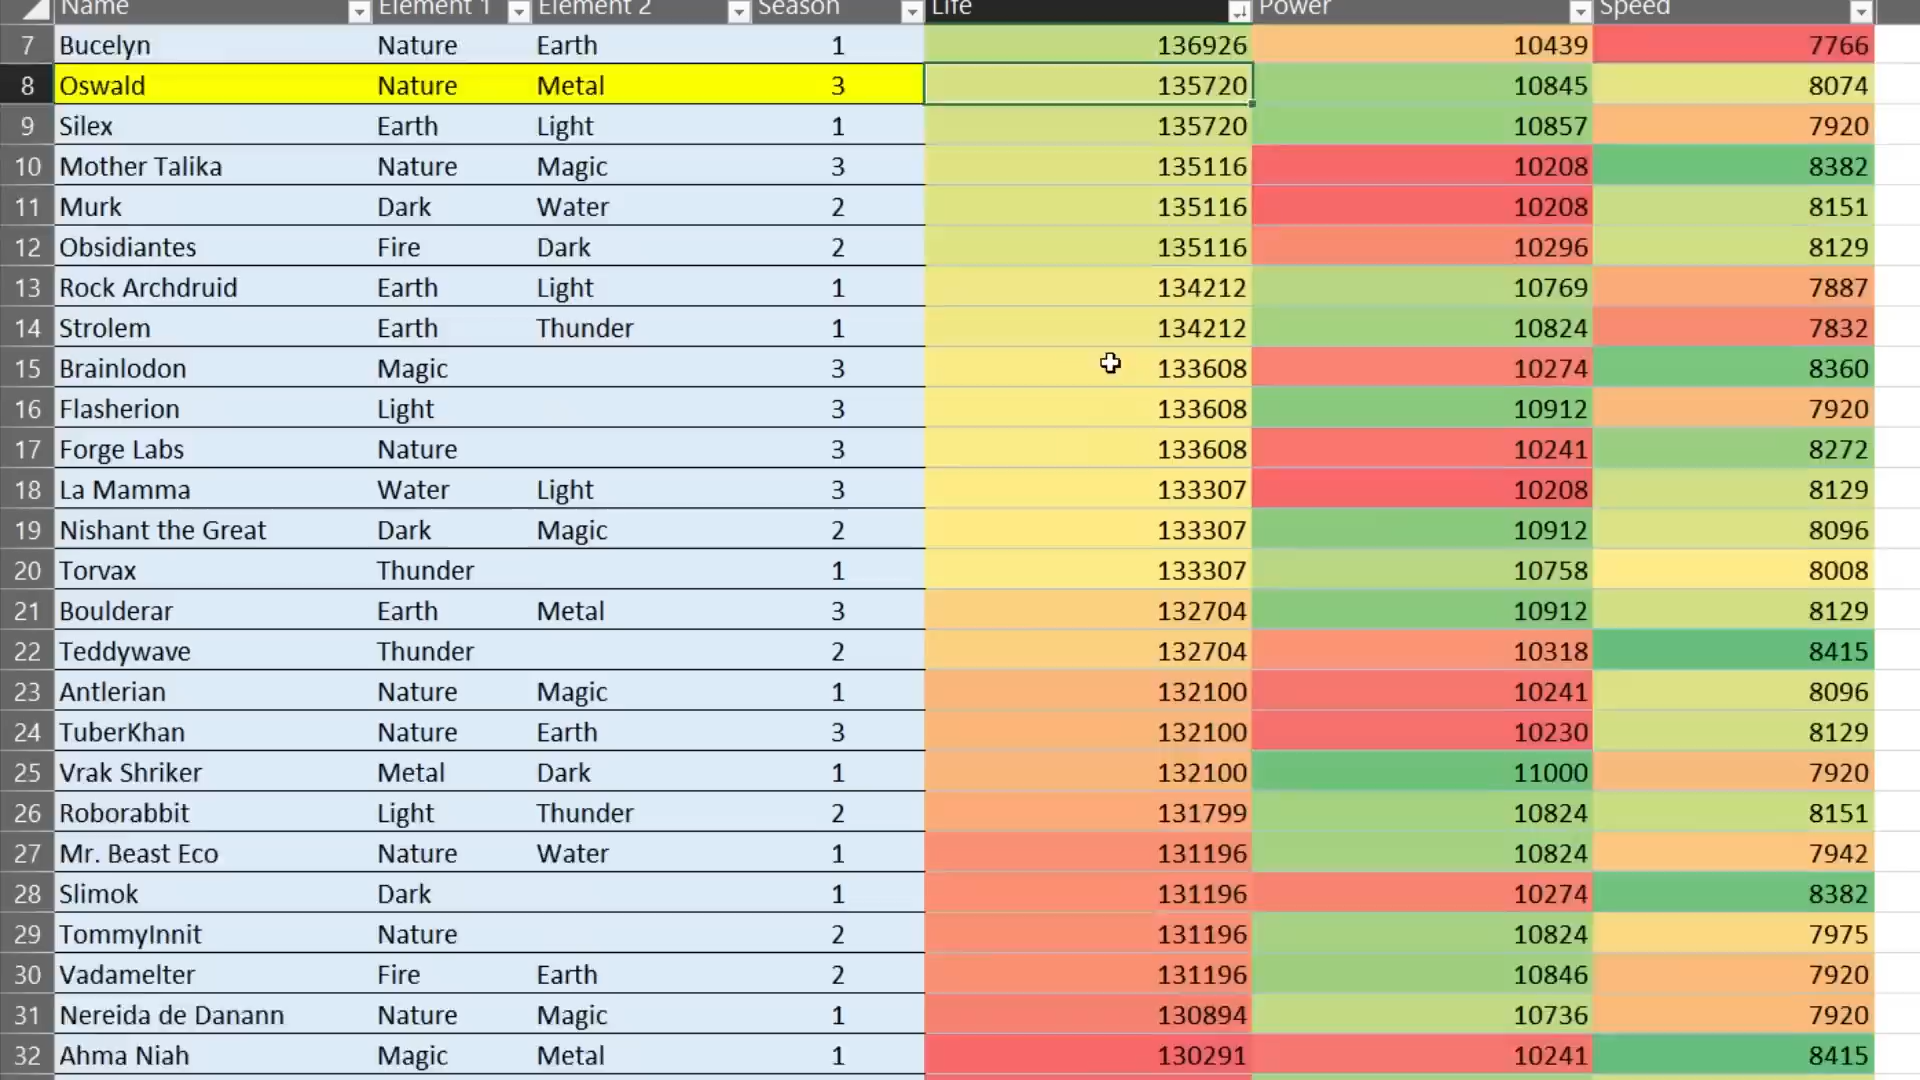 Name Element 1 Element 2 Season Life Power Speed
7 Bucelyn Nature Earth 1 136926 10439 7766
8 Oswald Nature Metal 3 135720 10845 8074
9 Silex Earth Light 1 135720 10857 7920
10 Mother Talika Nature Magic 3 135116 10208 8382
11 Murk Dark Water 2 135116 10208 8151
12 Obsidiantes Fire Dark 2 135116 10296 8129
13 Rock Archdruid Earth Light 1 134212 10769 7887
14 Strolem Earth Thunder 1 134212 10824 7832
15 Brainlodon Magic 3 133608 10274 8360
16 Flasherion Light 3 133608 10912 7920
17 Forge Labs Nature 3 133608 10241 8272
18 La Mamma Water Light 3 133307 10208 8129
19 Nishant the Great Dark Magic 2 133307 10912 8096
20 Torvax Thunder 1 133307 10758 8008
21 Boulderar Earth Metal 3 132704 10912 8129
22 Teddywave Thunder 2 132704 10318 8415
23 Antlerian Nature Magic 1 132100 10241 8096
24 TuberKhan Nature Earth 3 132100 10230 8129
25 Vrak Shriker Metal Dark 1 132100 11000 7920
26 Roborabbit Light Thunder 2 131799 10824 8151
27 Mr. Beast Eco Nature Water 1 131196 10824 7942
28 Slimok Dark 1 131196 10274 8382
29 TommyInnit Nature 2 131196 10824 7975
30 Vadamelter Fire Earth 2 131196 10846 7920
31 Nereida de Danann Nature Magic 1 130894 10736 7920
32 Ahma Niah Magic Metal 1 130291 10241 8415